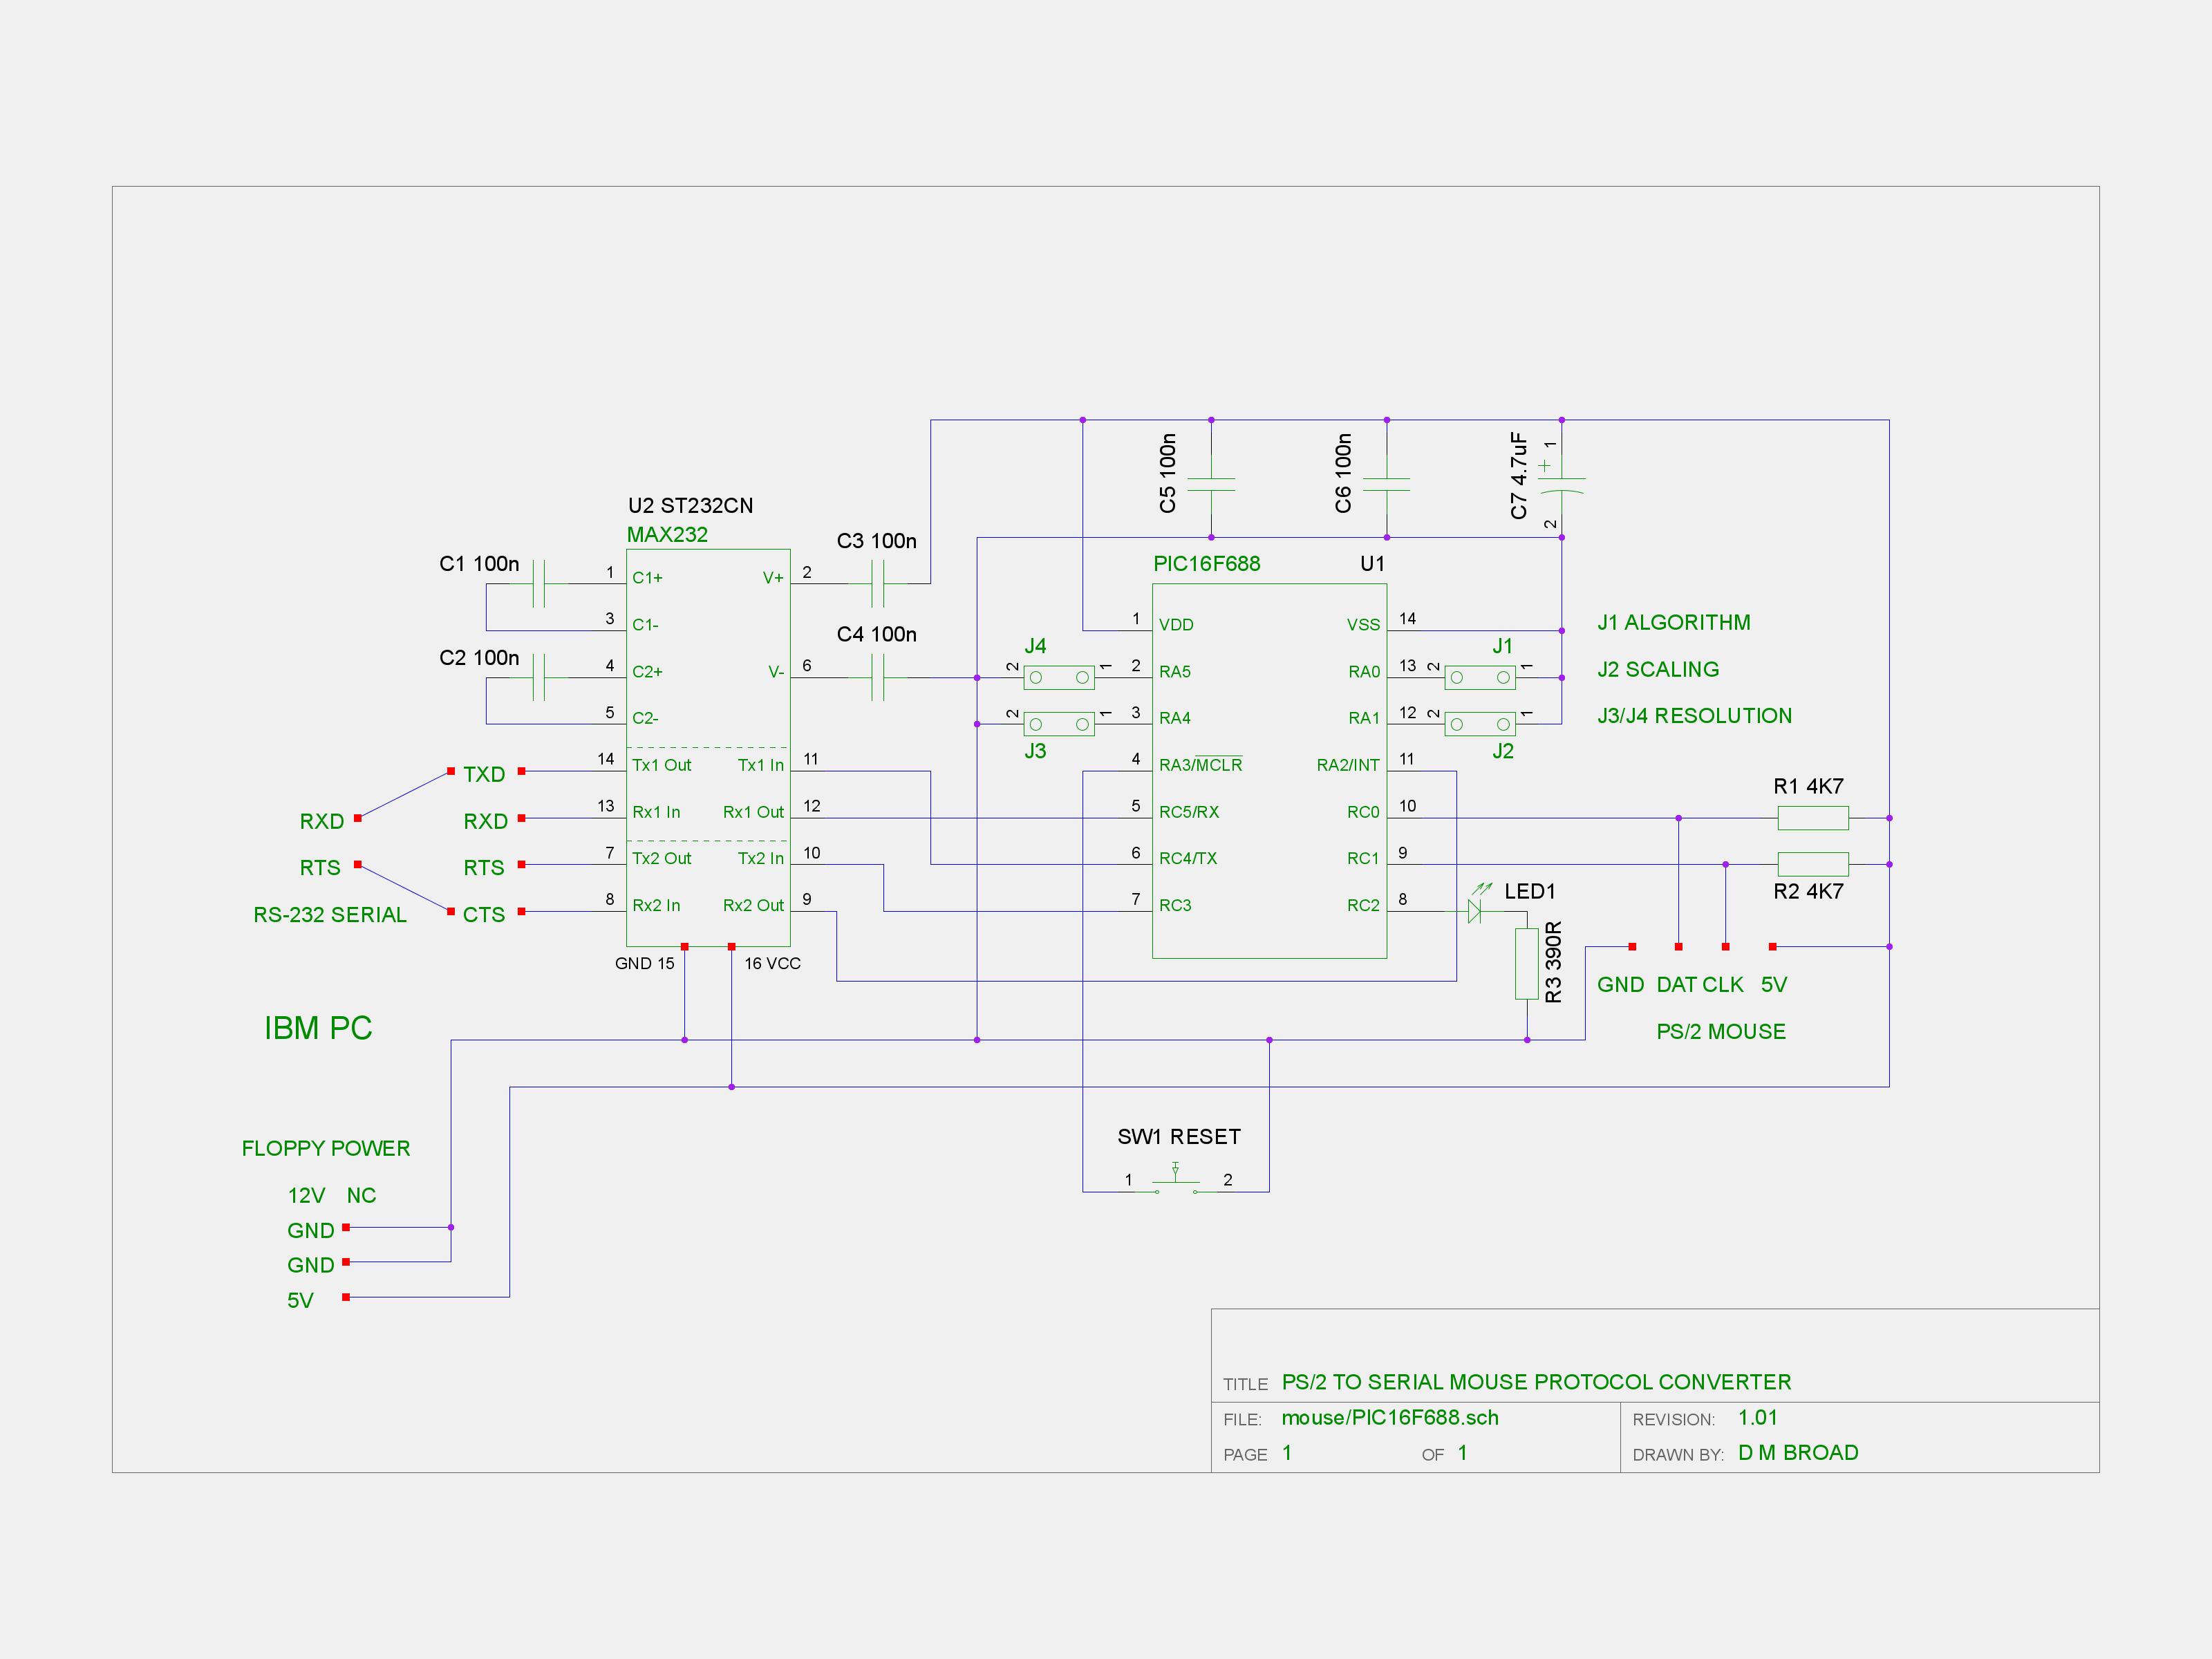 C5 100n
C6 100n
C7 4.7uF
1
+
2
U2 ST232CN
MAX232
C1 100n
C2 100n
C3 100n
C4 100n
1 C1+ V+ 2
3 C1-
4 C2+ V- 6
5 C2-
14 Tx1 Out Tx1 In 11
13 Rx1 In Rx1 Out 12
7 Tx2 Out Tx2 In 10
8 Rx2 In Rx2 Out 9
GND 15 16 VCC
TXD
RXD RXD
RTS RTS
RS-232 SERIAL CTS
IBM PC
PIC16F688 U1
1 VDD VSS 14
2 RA5 RA0 13
3 RA4 RA1 12
4 RA3/MCLR RA2/INT 11
5 RC5/RX RC0 10
6 RC4/TX RC1 9
7 RC3 RC2 8
J4
2 1
2 1
J3
J1
2 1
2 1
J2
J1 ALGORITHM
J2 SCALING
J3/J4 RESOLUTION
R1 4K7
R2 4K7
LED1
R3 390R
GND DAT CLK 5V
PS/2 MOUSE
SW1 RESET
1 2
FLOPPY POWER
12V NC
GND
GND
5V
TITLE PS/2 TO SERIAL MOUSE PROTOCOL CONVERTER
FILE: mouse/PIC16F688.sch REVISION: 1.01
PAGE 1 OF 1 DRAWN BY: D M BROAD